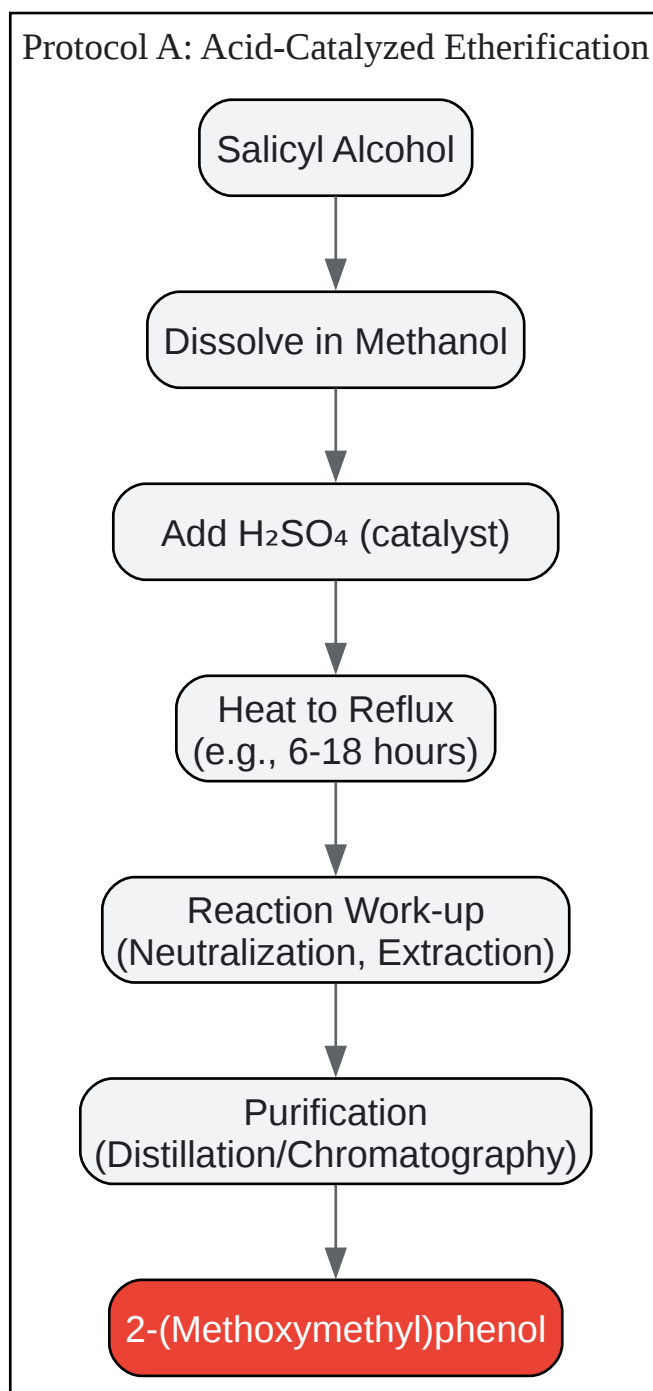 Protocol A: Acid-Catalyzed Etherification
Salicyl Alcohol
Dissolve in Methanol
Add H₂SO₄ (catalyst)
Heat to Reflux
(e.g., 6-18 hours)
Reaction Work-up
(Neutralization, Extraction)
Purification
(Distillation/Chromatography)
2-(Methoxymethyl)phenol